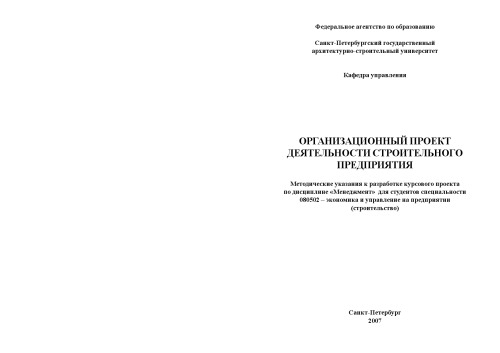 Федеральное агентство по образованию
Санкт-Петербургский государственный
архитектурно-строительный университет
Кафедра управления
ОРГАНИЗАЦИОННЫЙ ПРОЕКТ
ДЕЯТЕЛЬНОСТИ СТРОИТЕЛЬНОГО
ПРЕДПРИЯТИЯ
Методические указания к разработке курсового проекта
по дисциплине «Менеджмент» для студентов специальности
080502 – экономика и управление на предприятии
(строительство)
Санкт-Петербург
2007